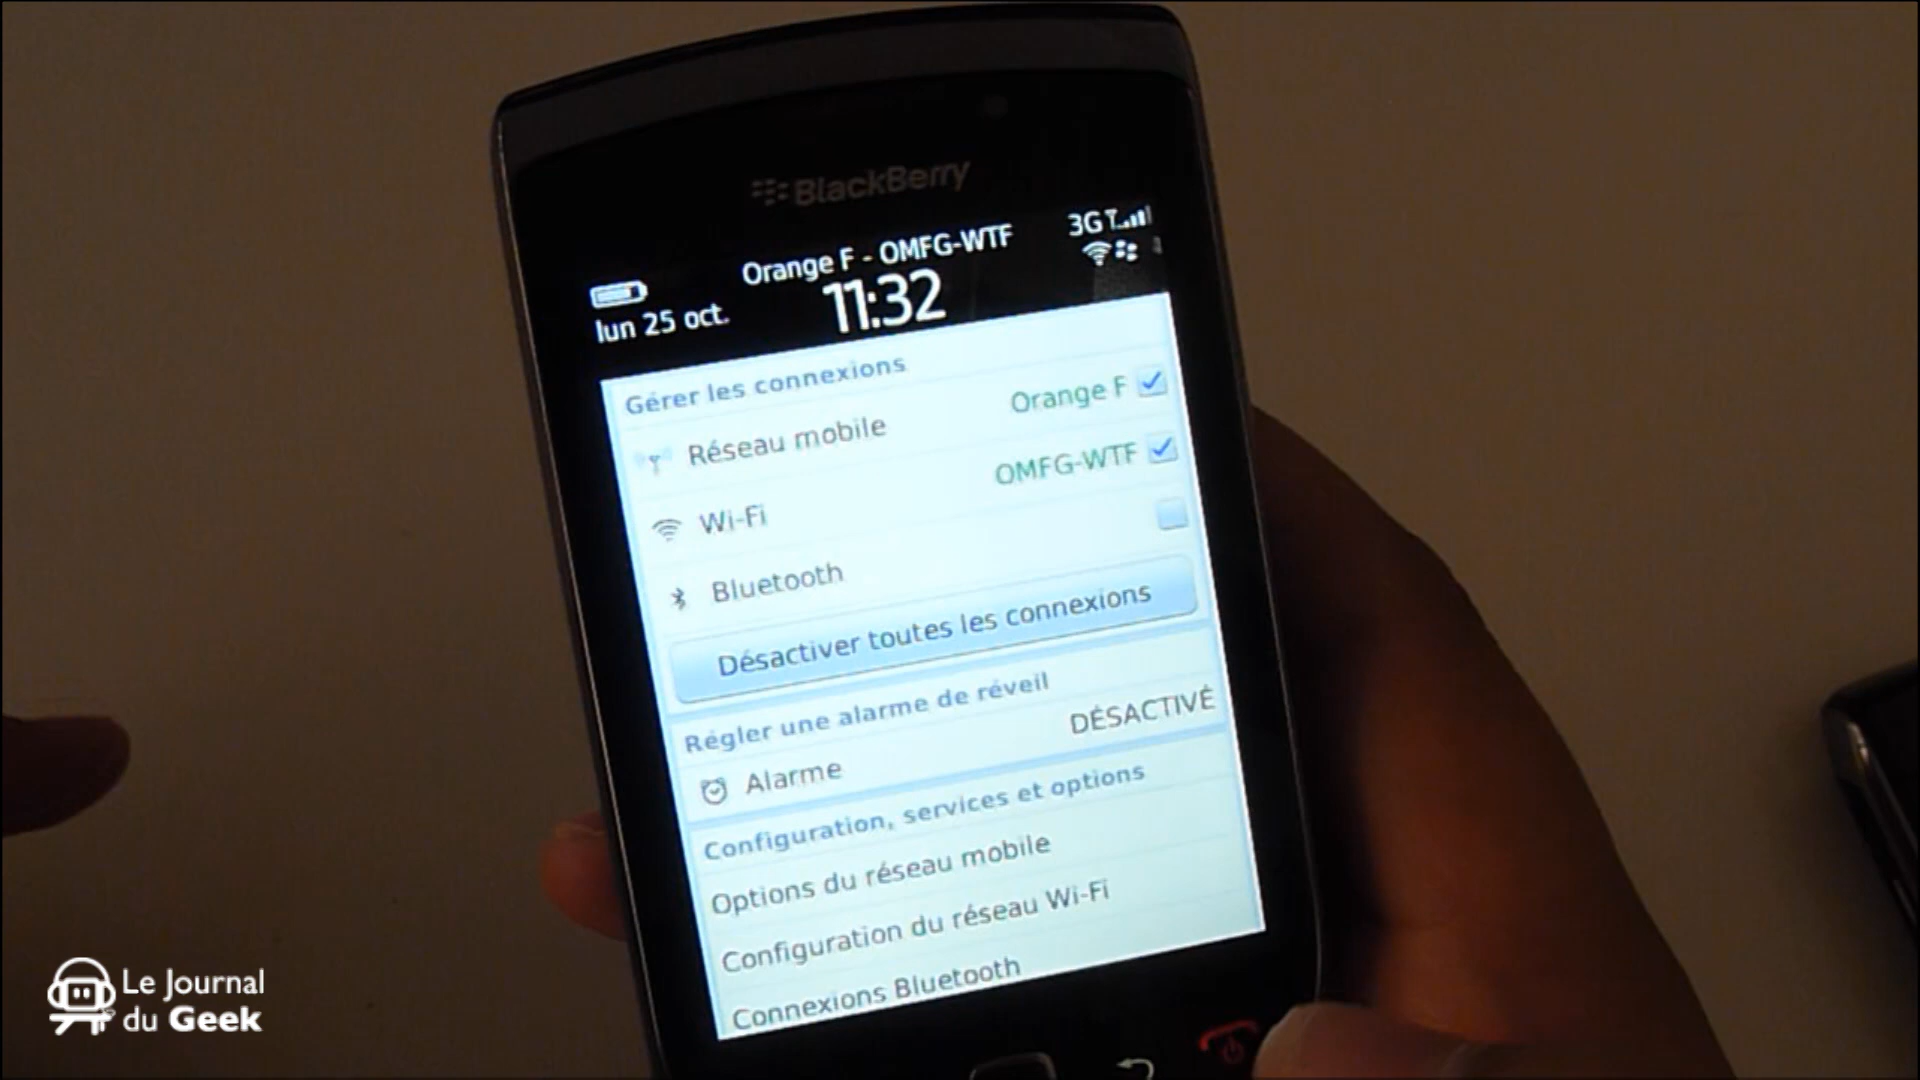 BlackBerry
Orange F - OMFG-WTF
3G
lun 25 oct.
11:32
Gérer les connexions
Réseau mobile Orange F
Wi-Fi OMFG-WTF
Bluetooth
Désactiver toutes les connexions
Régler une alarme de réveil
Alarme DÉSACTIVÉ
Configuration, services et options
Options du réseau mobile
Configuration du réseau Wi-Fi
Connexions Bluetooth
Le Journal
du Geek